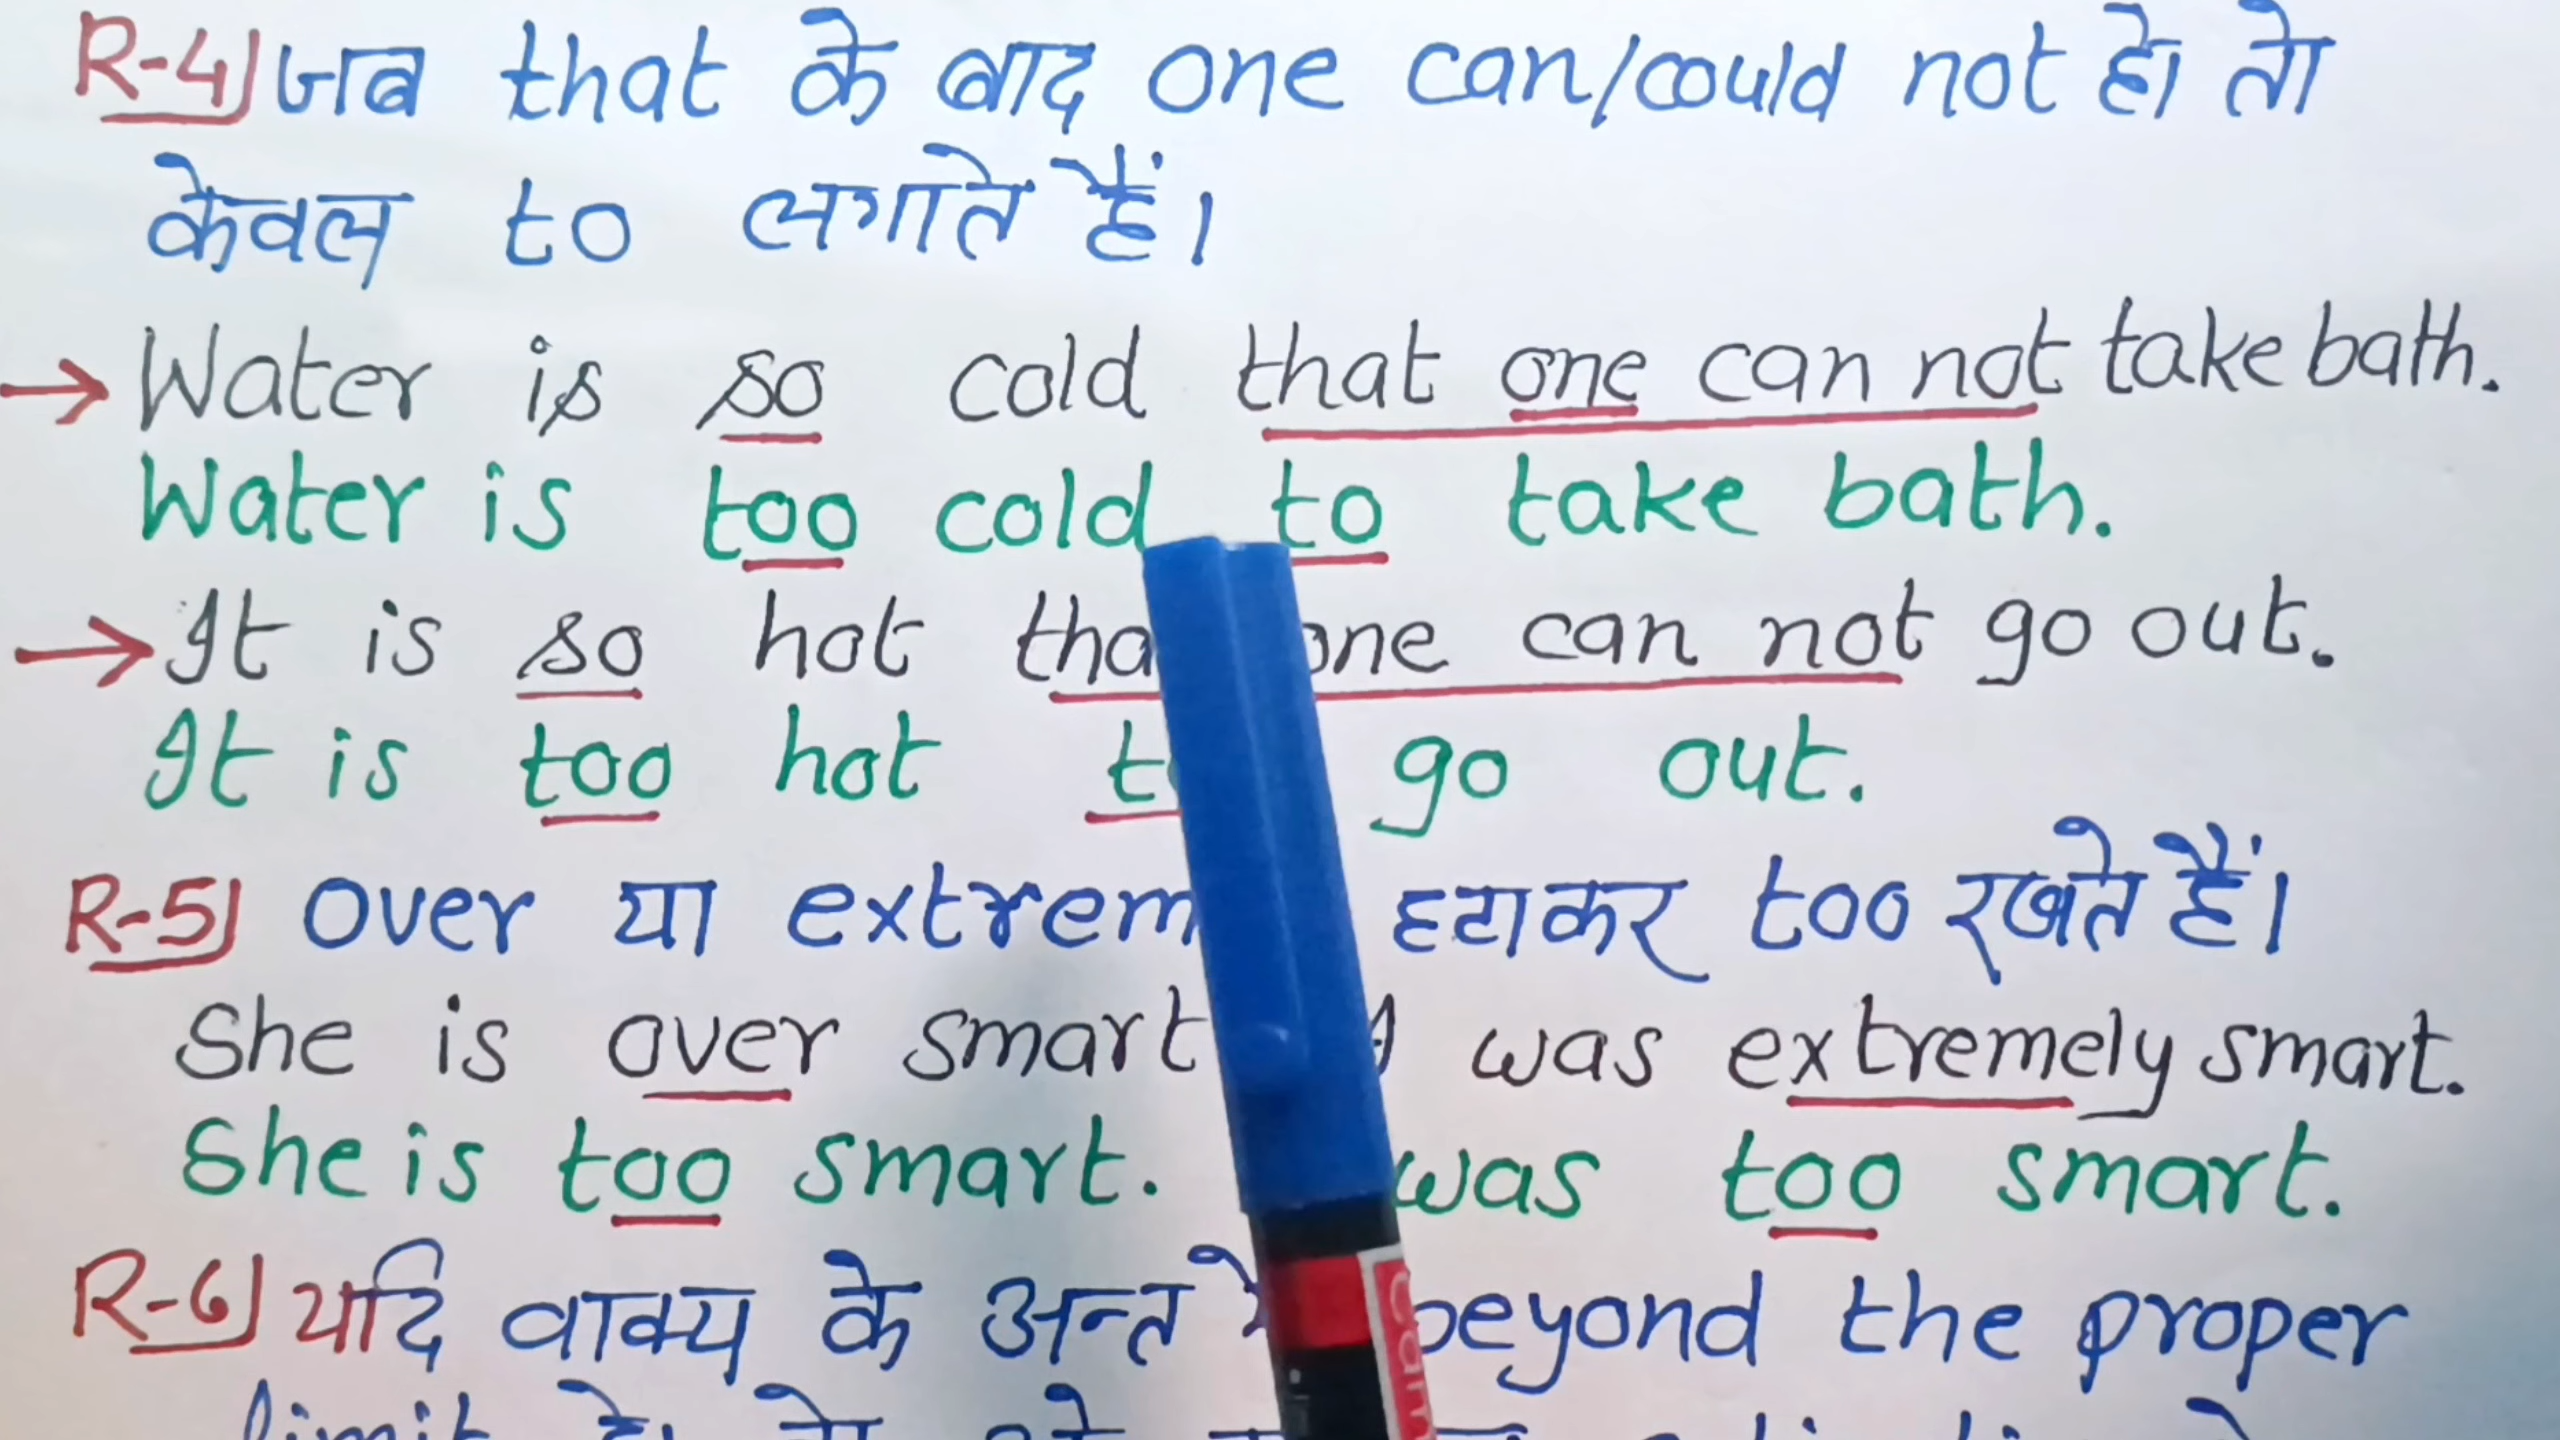 R-4) जब that के बाद one can/could not हो तो
केवल to लगाते हैं।
→ Water is so cold that one can not take bath.
Water is too cold to take bath.
→ It is so hot one can not go out.
It is too hot go out.
R-5) over या हटाकर too रखते हैं।
She is over smart was extremely smart.
She is too smart. was too smart.
R-6) यदि वाक्य के अन्त beyond the proper
limit हो तो